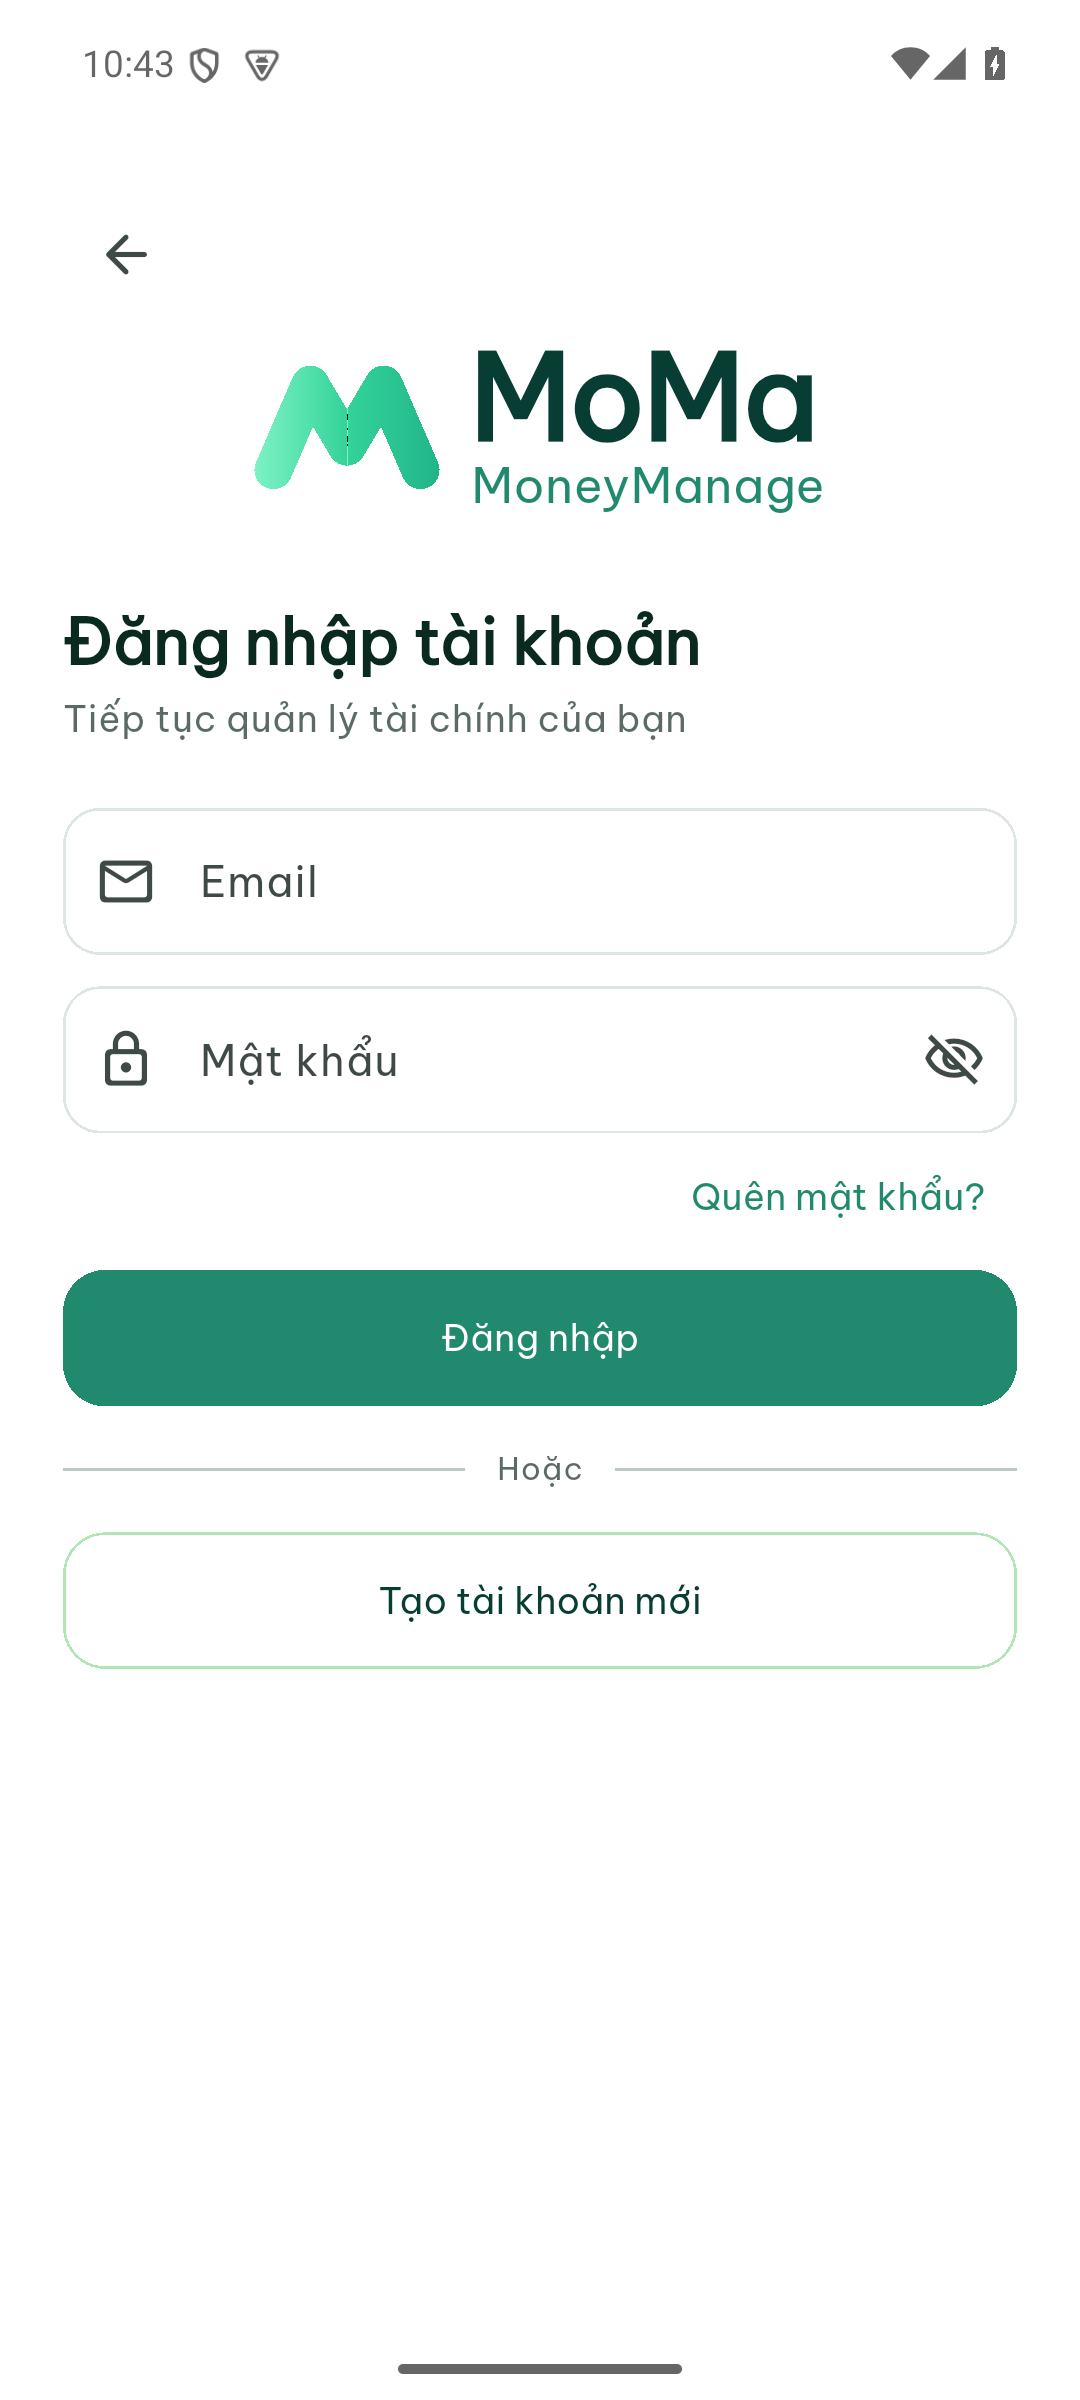 10:43
MoMa
MoneyManage
Đăng nhập tài khoản
Tiếp tục quản lý tài chính của bạn
Email
Mật khẩu
Quên mật khẩu?
Đăng nhập
Hoặc
Tạo tài khoản mới